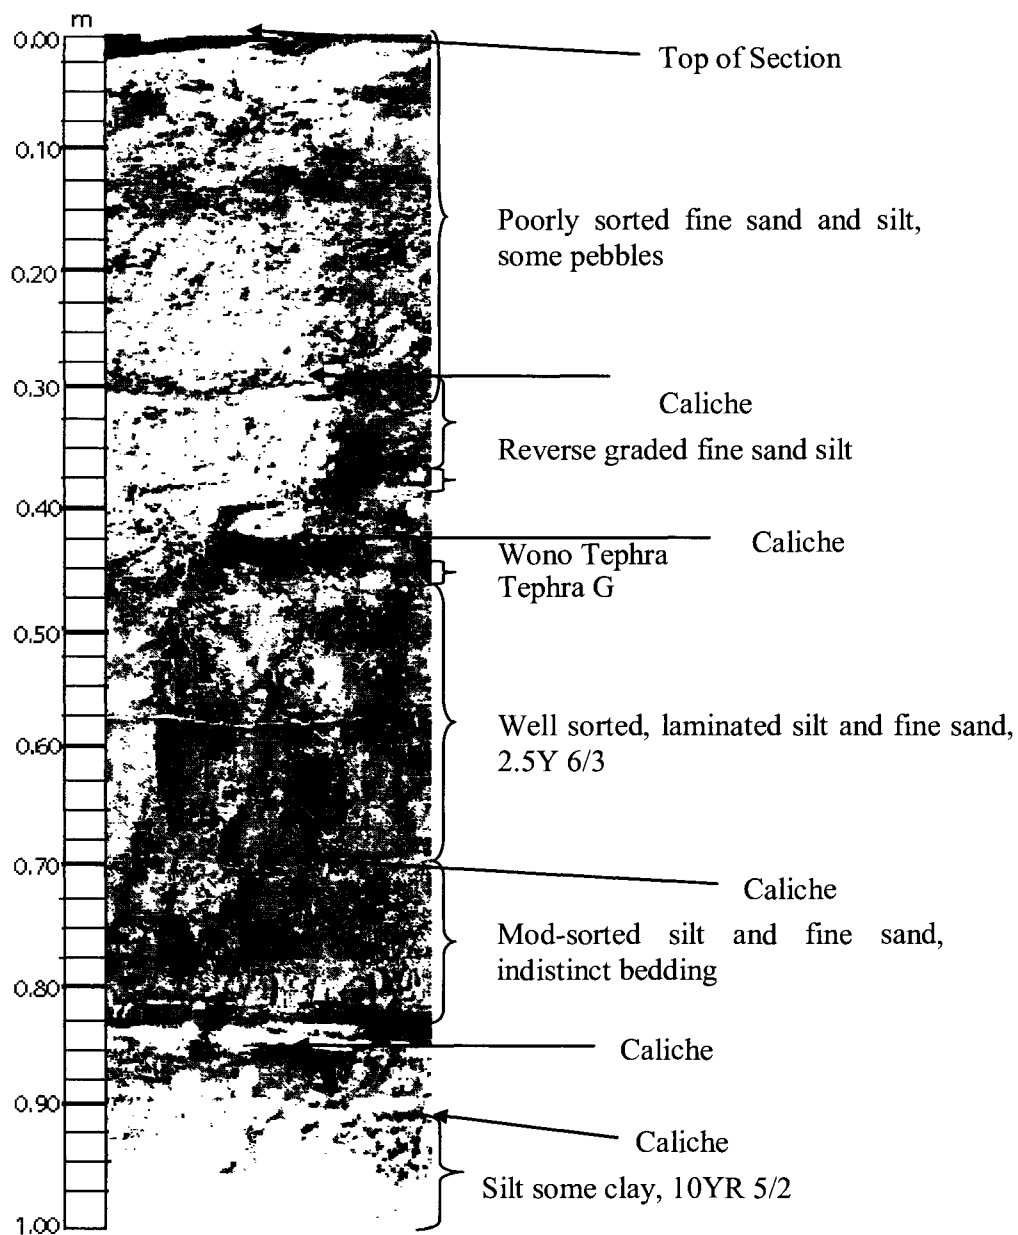 m
0.00
Top of Section
0.10
Poorly sorted fine sand and silt,
some pebbles
0.20
0.30
Caliche
Reverse graded fine sand silt
0.40
Caliche
Wono Tephra
Tephra G
0.50
Well sorted, laminated silt and fine sand,
2.5Y 6/3
0.60
0.70
Caliche
Mod-sorted silt and fine sand,
indistinct bedding
0.80
Caliche
0.90
Caliche
Silt some clay, 10YR 5/2
1.00